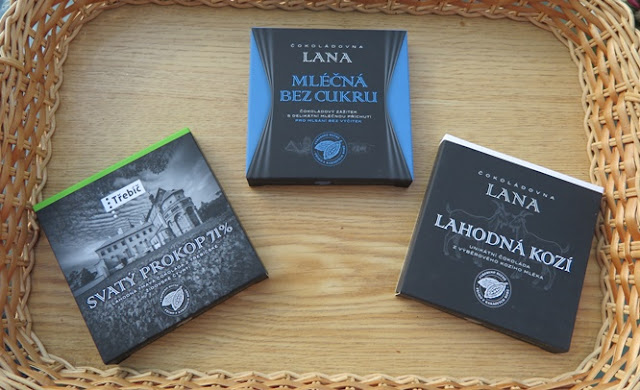 ČOKOLÁDOVNA
LANA
MLÉČNÁ
BEZ CUKRU
ČOKOLÁDOVÝ ZÁŽITEK
S DELIKÁTNÍ MLÉČNOU PŘÍCHUTÍ
PRO MLSÁNÍ BEZ VÝČITEK
Třebíč
SVATÝ PROKOP 71%
ČOKOLÁDOVNA
LANA
LAHODNÁ KOZÍ
UNIKÁTNÍ ČOKOLÁDA
Z VÝBĚROVÉHO KOZÍHO MLÉKA